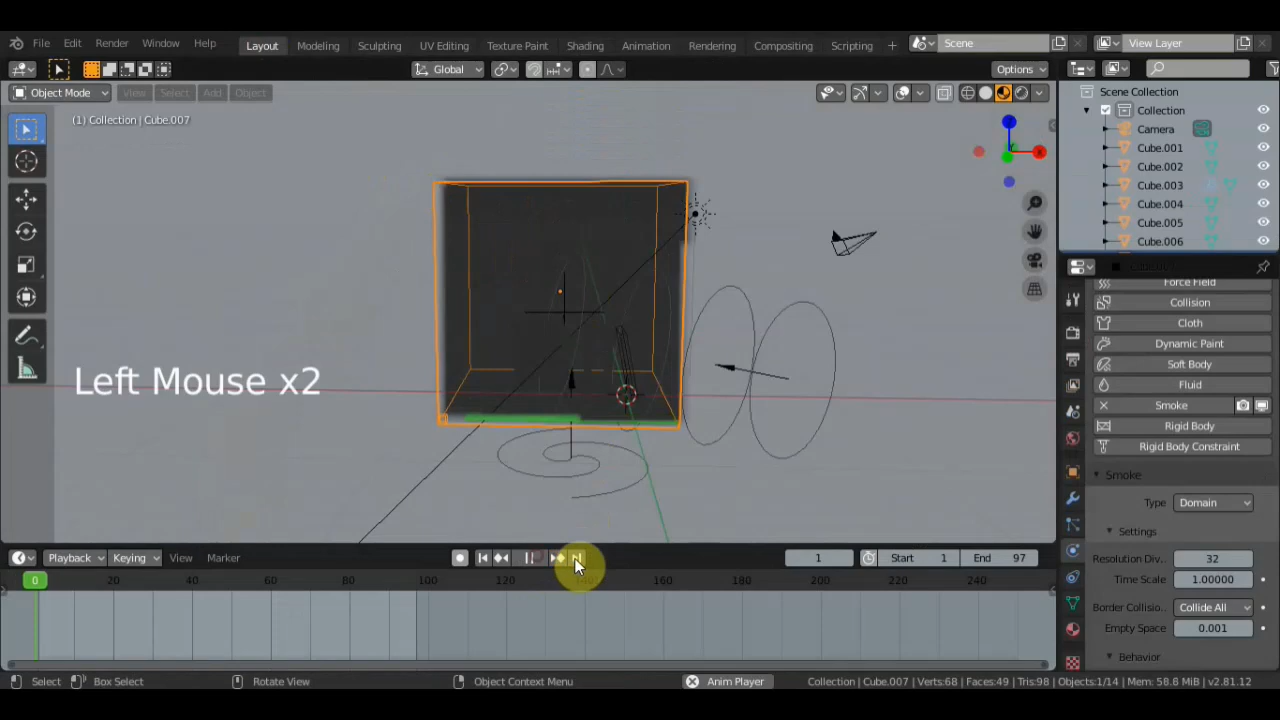 File Edit Render Window Help Layout Modeling Sculpting UV Editing Texture Paint Shading Animation Rendering Compositing Scripting + Scene View Layer
Global Options
Object Mode View Select Add Object
Scene Collection
(1) Collection | Cube.007
Collection
Camera
Cube.001
Cube.002
Cube.003
Cube.004
Cube.005
Cube.006
X
Force Field
Collision
Cloth
Dynamic Paint
Soft Body
Fluid
Smoke
Rigid Body
Rigid Body Constraint
Left Mouse x2
Smoke
Type Domain
Settings
Resolution Div.. 32
Time Scale 1.00000
Border Collisio.. Collide All
Empty Space 0.001
Behavior
Playback Keying View Marker 1 Start 1 End 97
0 20 40 60 80 100 120 160 180 200 220 240
Select Box Select Rotate View Object Context Menu Anim Player Collection | Cube.007 | Verts:68 | Faces:49 | Tris:98 | Objects:1/14 | Mem: 58.8 MiB | v2.81.12